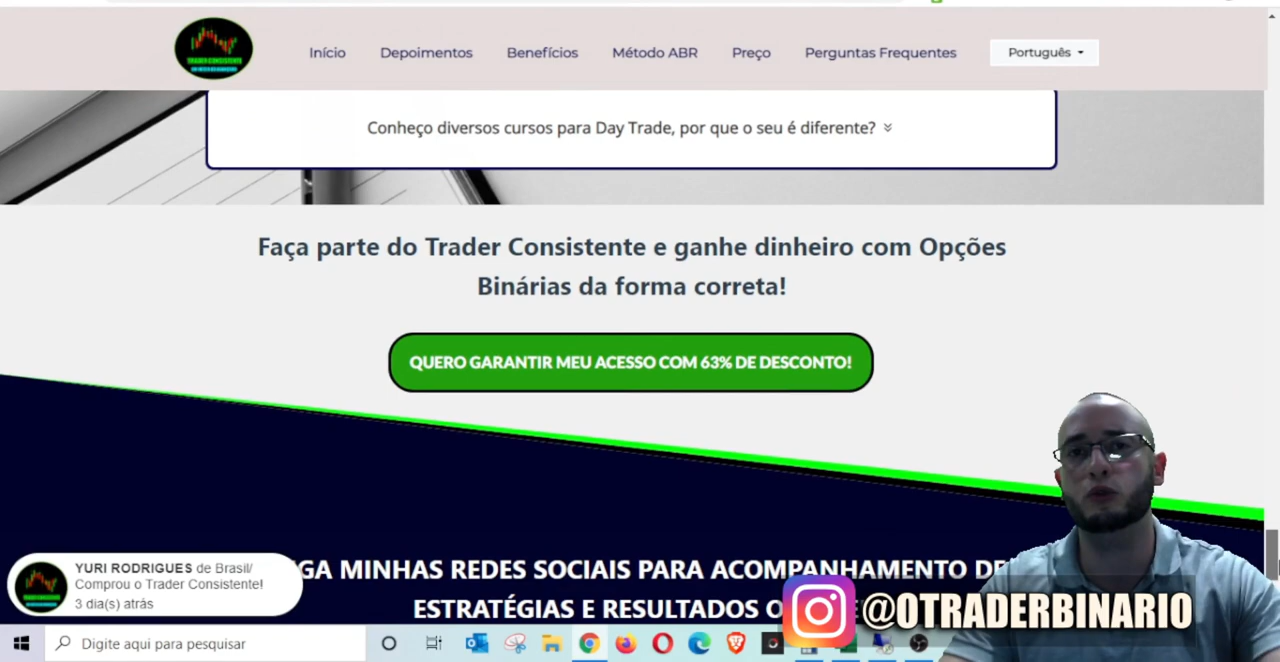 TRADER CONSISTENTE
Início
Depoimentos
Benefícios
Método ABR
Preço
Perguntas Frequentes
Português
Conheço diversos cursos para Day Trade, por que o seu é diferente?
Faça parte do Trader Consistente e ganhe dinheiro com Opções
Binárias da forma correta!
QUERO GARANTIR MEU ACESSO COM 63% DE DESCONTO!
GA MINHAS REDES SOCIAIS PARA ACOMPANHAMENTO DE
ESTRATÉGIAS E RESULTADOS
YURI RODRIGUES de Brasil/
Comprou o Trader Consistente!
3 dia(s) atrás
@OTRADERBINARIO
Digite aqui para pesquisar